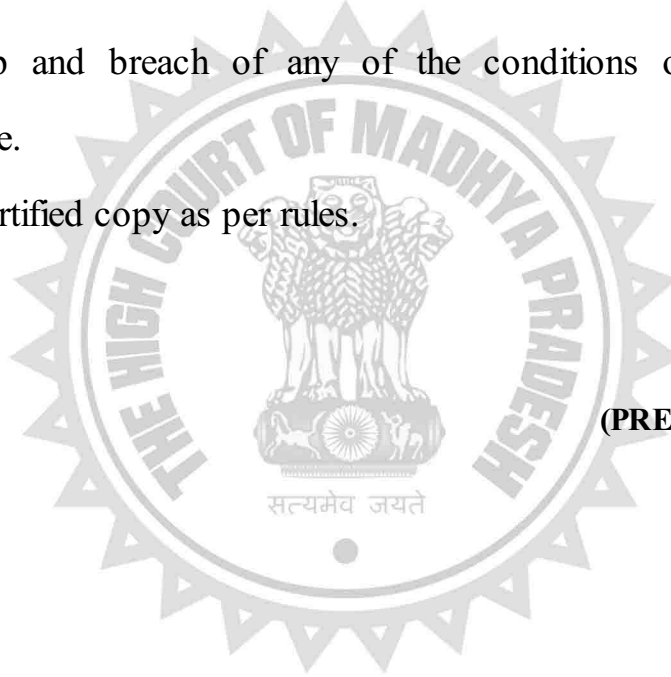 and breach of any of the conditions
e.
rtified copy as per rules.
THE HIGH COURT OF MADHYA PRADESH
(PRE
सत्यमेव जयते